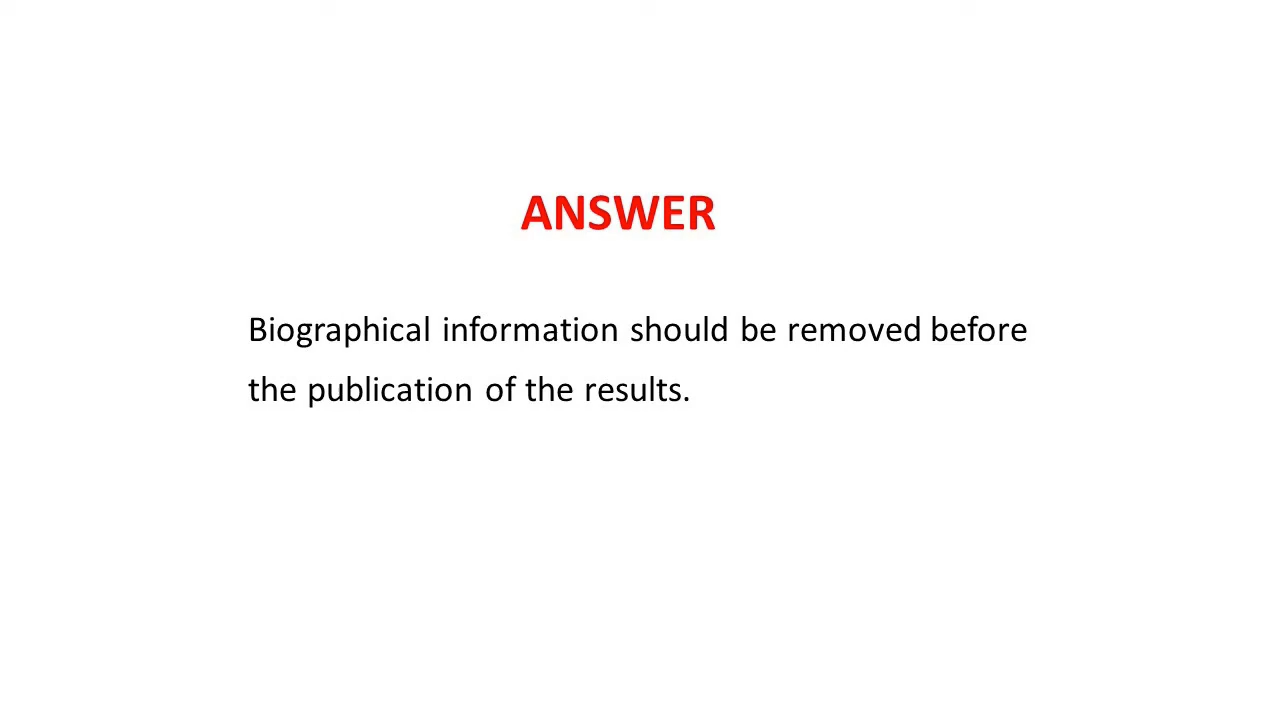 ANSWER
Biographical information should be removed before
the publication of the results.